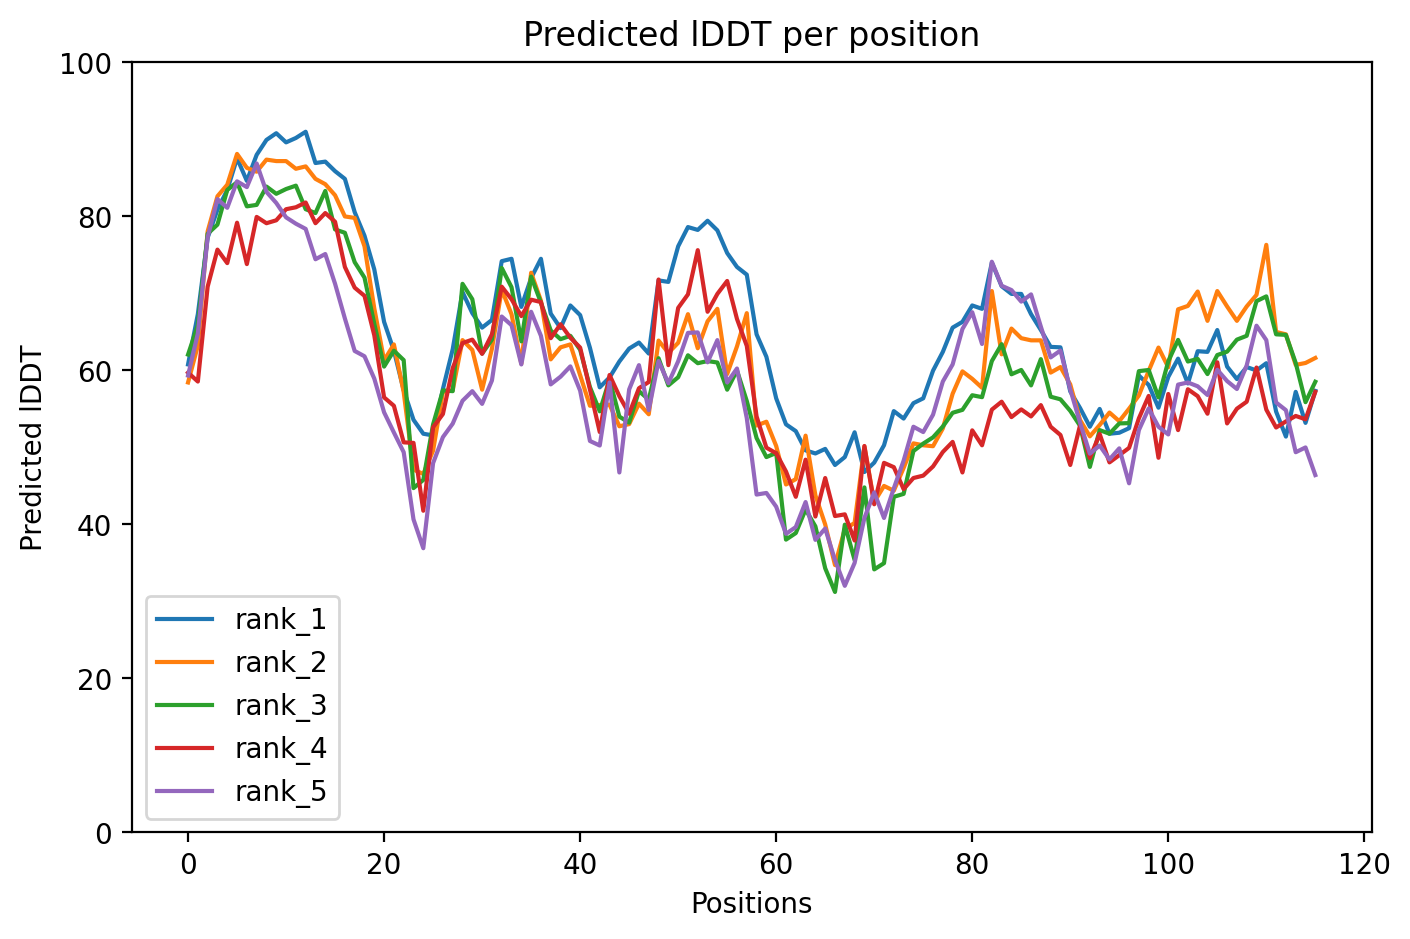 Predicted lDDT per position
100
80
60
40
20
0
Predicted lDDT
rank_1
rank_2
rank_3
rank_4
rank_5
0 20 40 60 80 100 120
Positions